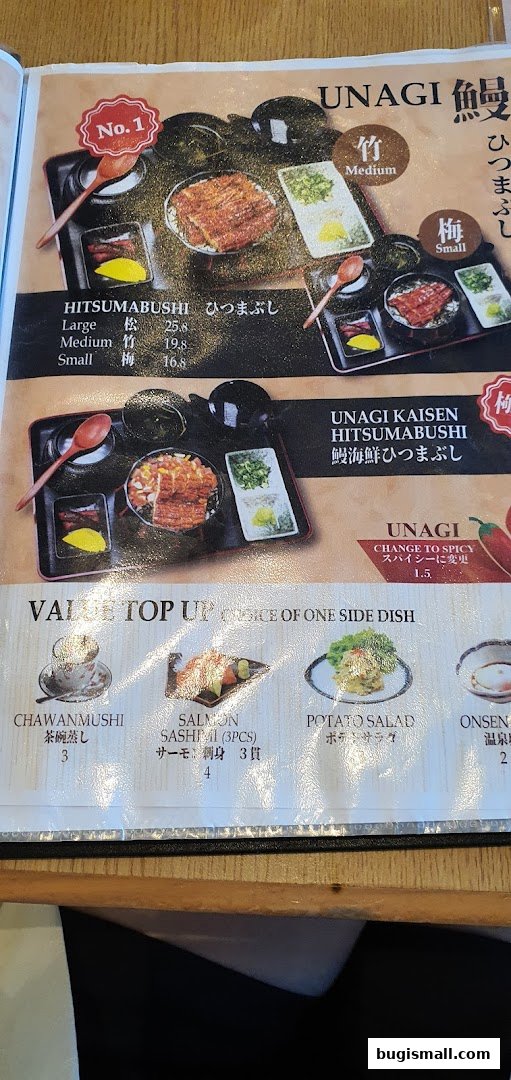 UNAGI 鰻
ひつまぶし
No. 1
竹
Medium
梅
Small
HITSUMABUSHI ひつまぶし
Large 松 25.8
Medium 竹 19.8
Small 梅 16.8
UNAGI KAISEN
HITSUMABUSHI
鰻海鮮ひつまぶし
UNAGI
CHANGE TO SPICY
スパイシーに変更
1.5
VALUE TOP UP CHOICE OF ONE SIDE DISH
CHAWANMUSHI
茶碗蒸し
3
SALMON
SASHIMI (3PCS)
サーモン刺身 3貫
4
POTATO SALAD
ポテトサラダ
ONSEN
温泉
2
bugismall.com